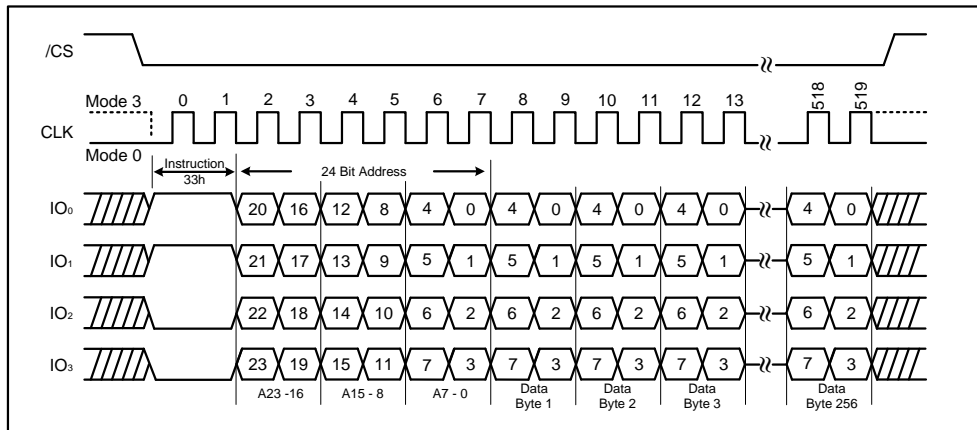 /CS
Mode 3 0 1 2 3 4 5 6 7 8 9 10 11 12 13 518 519
CLK
Mode 0
Instruction
33h
24 Bit Address
IO₀ 20 16 12 8 4 0 4 0 4 0 4 0 4 0
IO₁ 21 17 13 9 5 1 5 1 5 1 5 1 5 1
IO₂ 22 18 14 10 6 2 6 2 6 2 6 2 6 2
IO₃ 23 19 15 11 7 3 7 3 7 3 7 3 7 3
A23 -16 A15 - 8 A7 - 0 Data Data Data Data
Byte 1 Byte 2 Byte 3 Byte 256